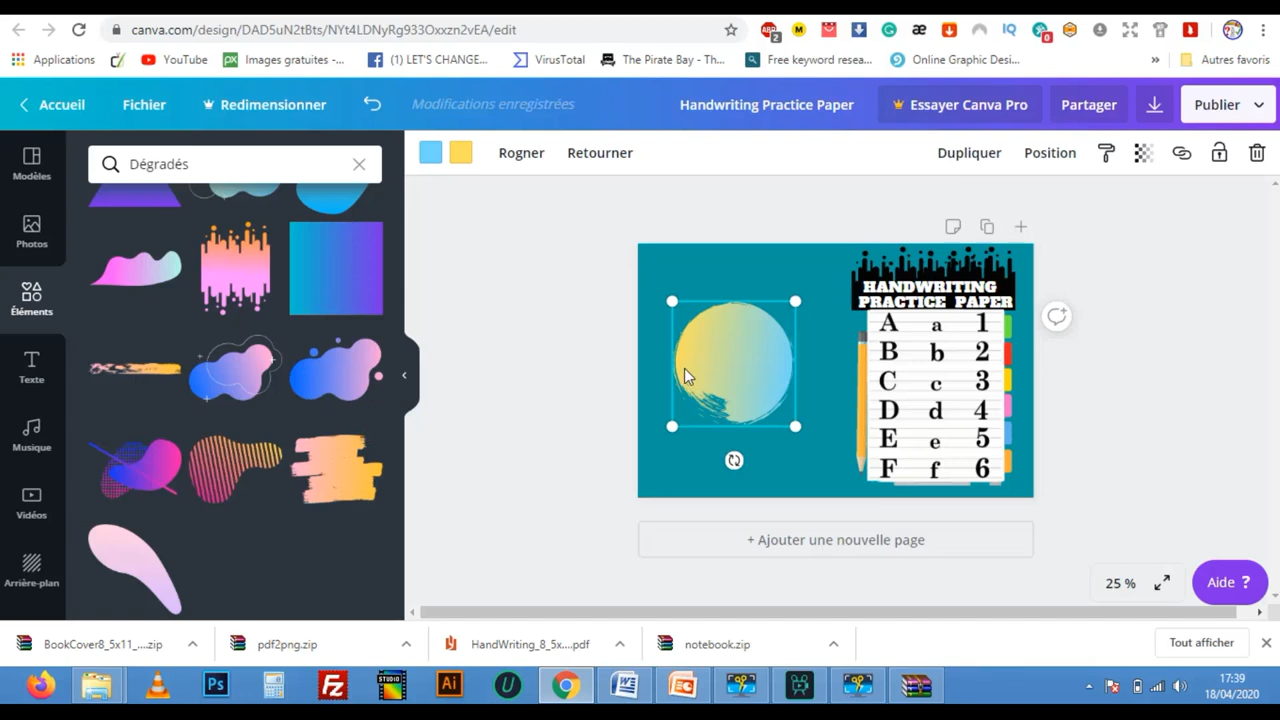 canva.com/design/DAD5uN2tBts/NYt4LDNyRg933Oxxzn2vEA/edit
2
0
Applications
YouTube
Images gratuites -...
(1) LET'S CHANGE...
VirusTotal
The Pirate Bay - Th...
Free keyword resea...
Online Graphic Desi...
»
Autres favoris
Accueil
Fichier
Redimensionner
Modifications enregistrées
Handwriting Practice Paper
Essayer Canva Pro
Partager
Publier
Modèles
Photos
Éléments
Texte
Musique
Vidéos
Arrière-plan
Dégradés
Rogner
Retourner
Dupliquer
Position
HANDWRITING
PRACTICE PAPER
A a 1
B b 2
C c 3
D d 4
E e 5
F f 6
+ Ajouter une nouvelle page
25 %
Aide ?
BookCover8_5x11_....zip
pdf2png.zip
HandWriting_8_5x....pdf
notebook.zip
Tout afficher
17:39
18/04/2020